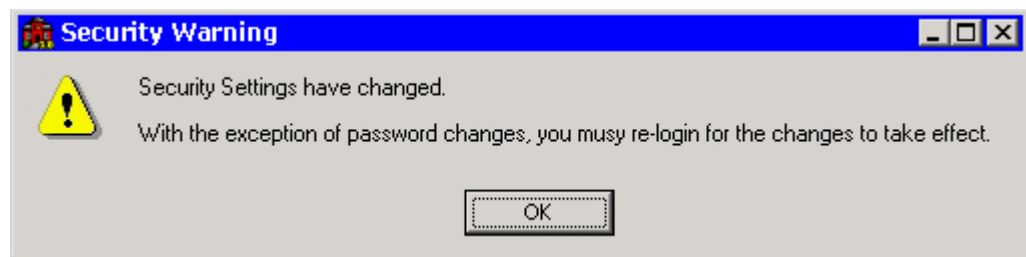 Security Warning
Security Settings have changed.
With the exception of password changes, you musy re-login for the changes to take effect.
OK